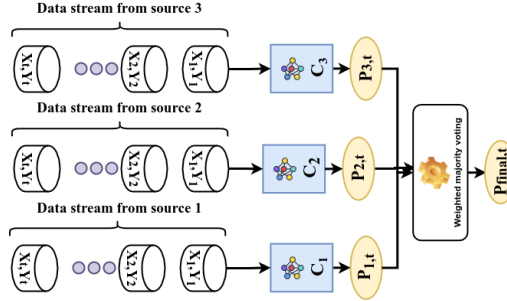 Data stream from source 3
Xt,Yt
X2,Y2
X1,Y1
C3
P3,t
Data stream from source 2
Xt,Yt
X2,Y2
X1,Y1
C2
P2,t
Data stream from source 1
Xt,Yt
X2,Y2
X1,Y1
C1
P1,t
Weighted majority voting
Pfinal,t